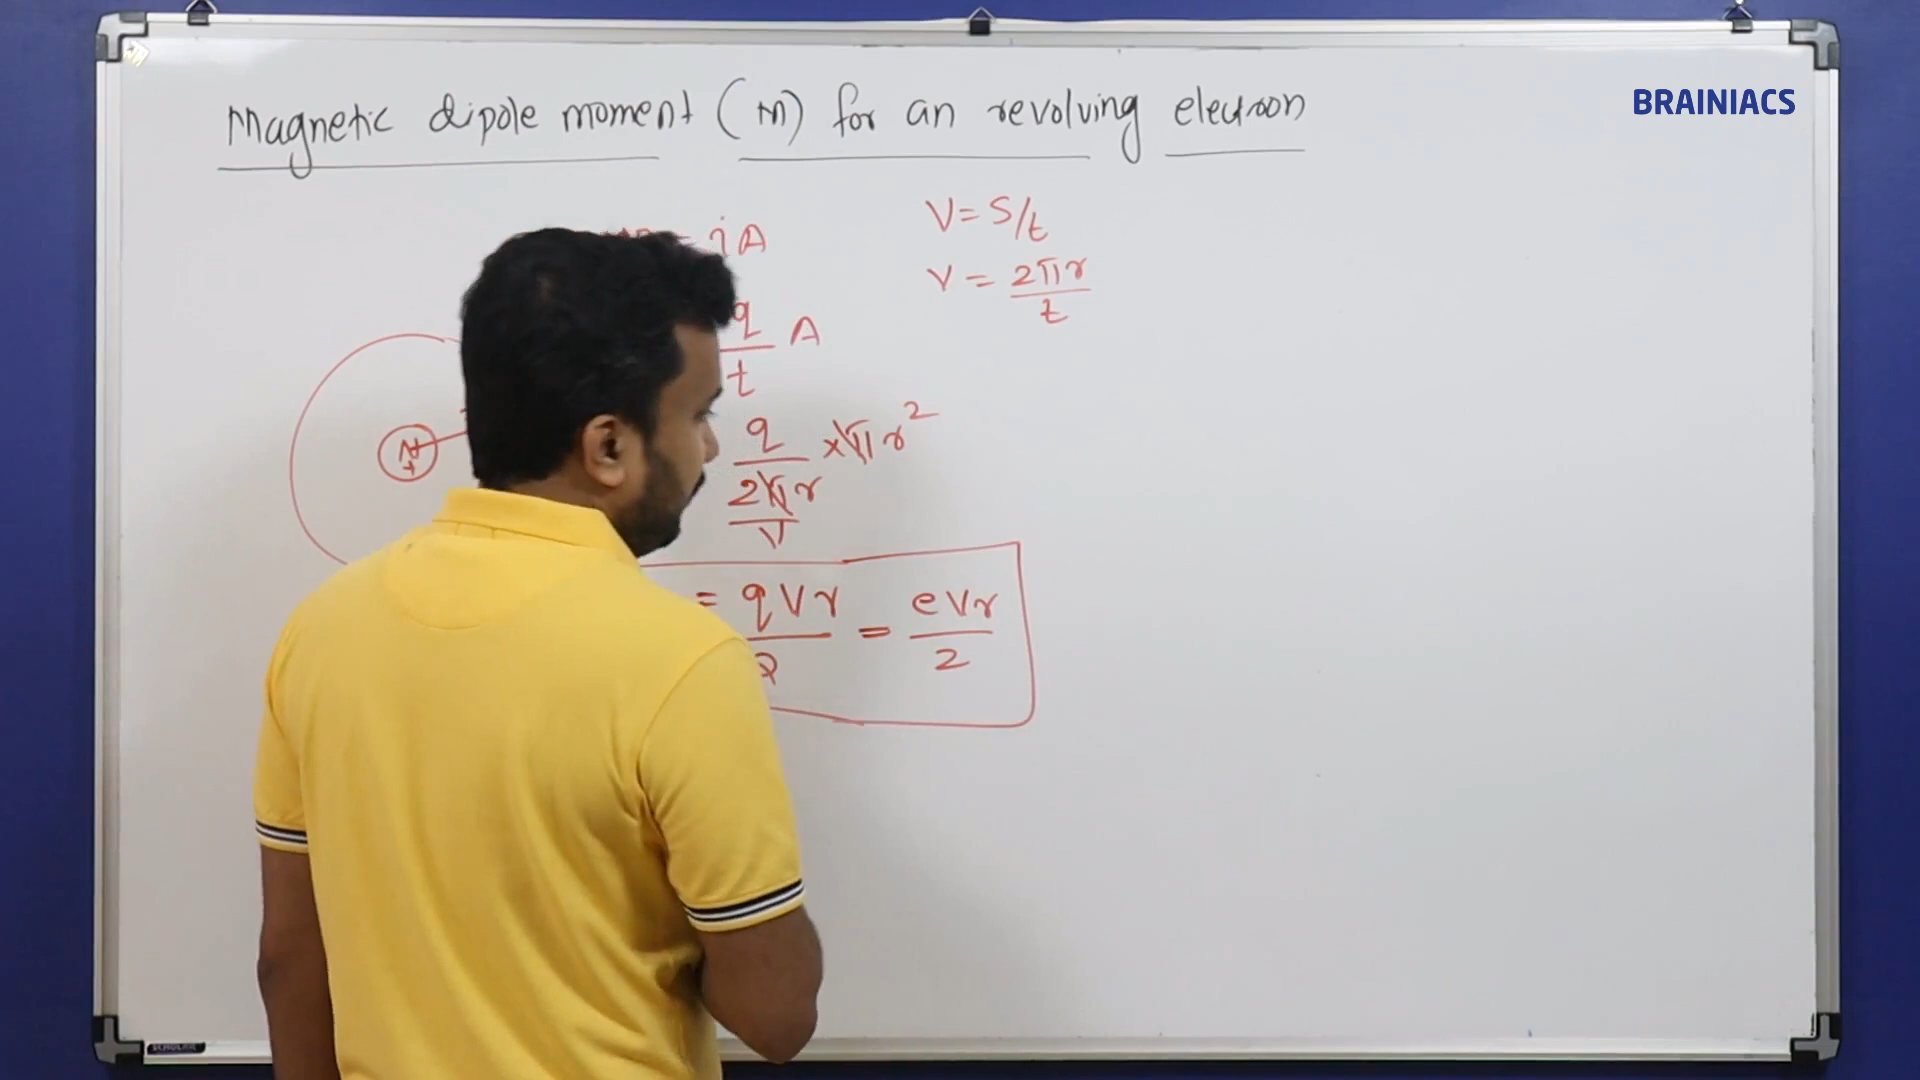 BRAINIACS
Magnetic dipole moment (M) for an revolving electron
= iA
V = S/t
V = 2πr/t
q/t A
q/(2πr/V) × πr²
= qVr/2 = eVr/2
N
+